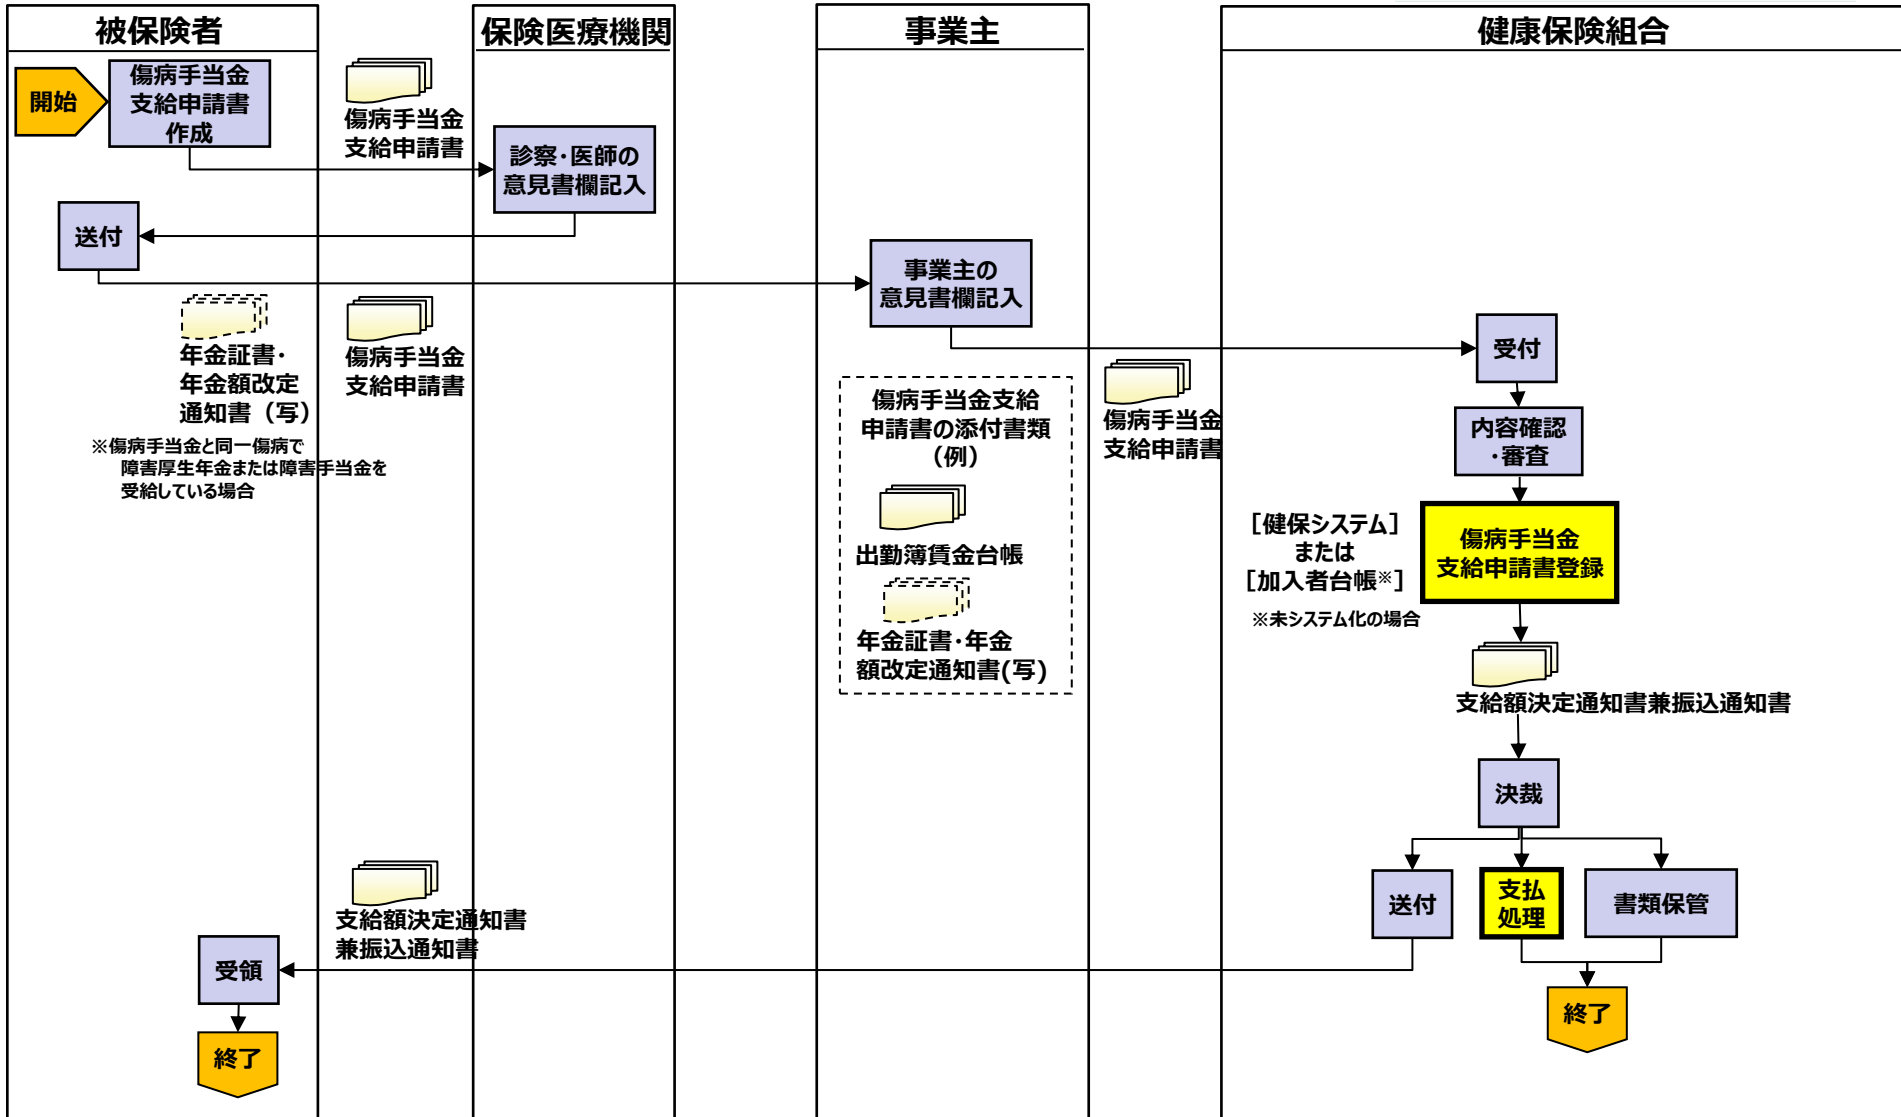 被保険者
保険医療機関
事業主
健康保険組合
開始
傷病手当金
支給申請書
作成
傷病手当金
支給申請書
診察・医師の
意見書欄記入
送付
事業主の
意見書欄記入
年金証書・
年金額改定
通知書（写）
※傷病手当金と同一傷病で
障害厚生年金または障害手当金を
受給している場合
傷病手当金
支給申請書
傷病手当金支給
申請書の添付書類
（例）
出勤簿賃金台帳
年金証書・年金
額改定通知書(写)
傷病手当金
支給申請書
受付
内容確認
・審査
［健保システム］
または
［加入者台帳※］
※未システム化の場合
傷病手当金
支給申請書登録
支給額決定通知書兼振込通知書
決裁
送付
支払
処理
書類保管
支給額決定通知書
兼振込通知書
受領
終了
終了